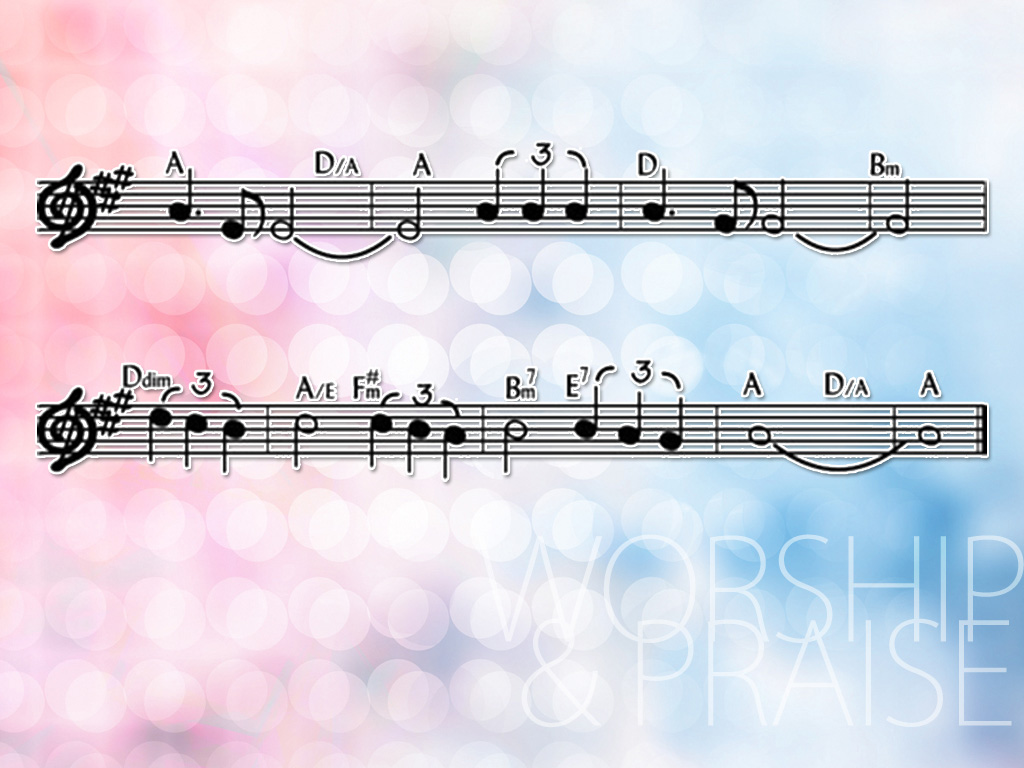 A D/A A 3 D Bm
Ddim 3 A/E F#m 3 Bm7 E7 3 A D/A A
WORSHIP
& PRAISE